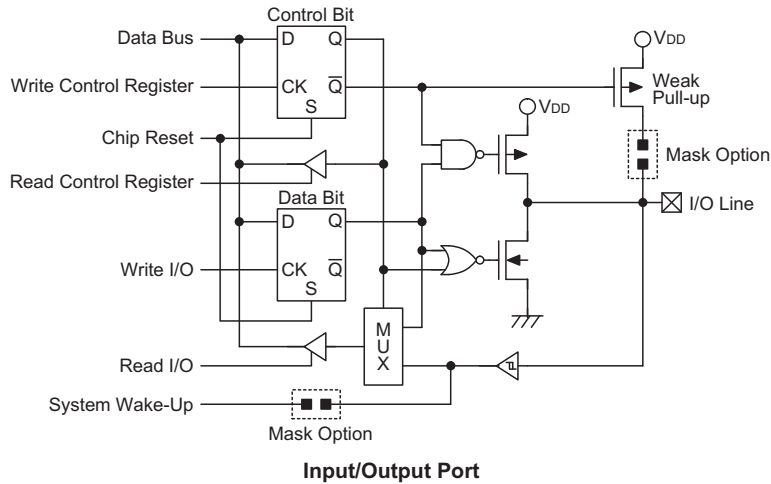 Control Bit
Data Bus
D
Q
VDD
Write Control Register
CK
Q
Weak
Pull-up
S
VDD
Chip Reset
Mask Option
Read Control Register
Data Bit
D
Q
I/O Line
Write I/O
CK
Q
S
M
U
X
Read I/O
System Wake-Up
Mask Option
Input/Output Port